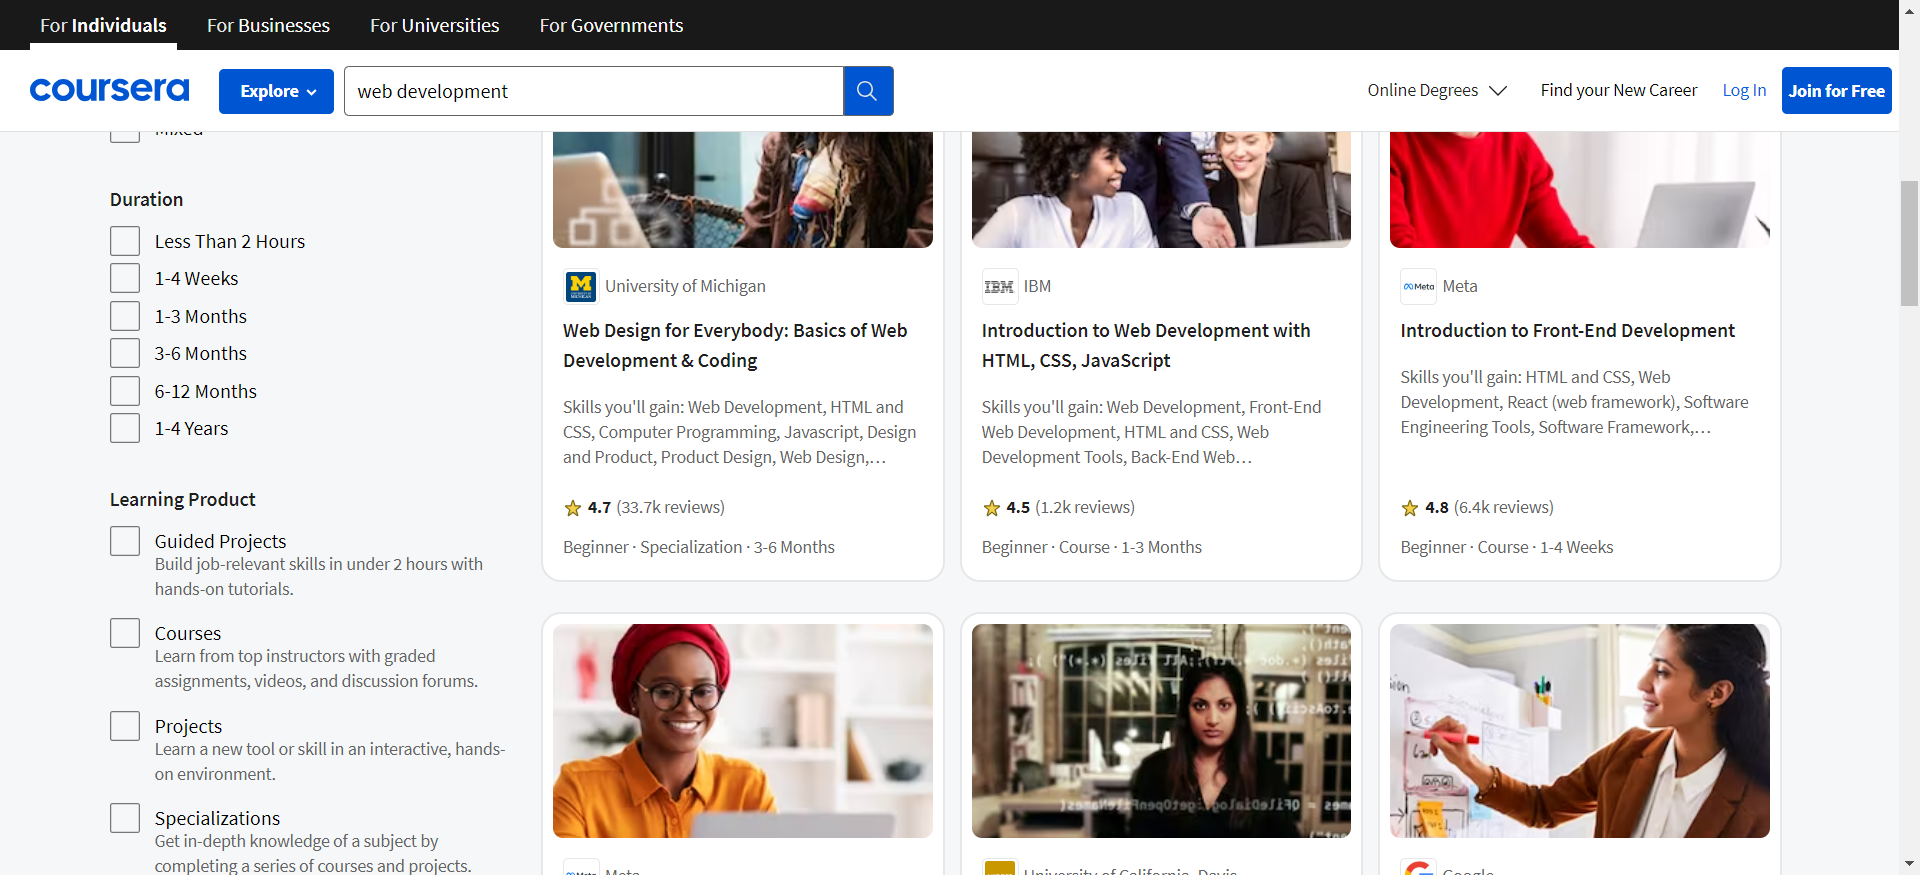 For Individuals
For Businesses
For Universities
For Governments
coursera
Explore
web development
Online Degrees
Find your New Career
Log In
Join for Free
Mixed
Duration
Less Than 2 Hours
1-4 Weeks
1-3 Months
3-6 Months
6-12 Months
1-4 Years
Learning Product
Guided Projects
Build job-relevant skills in under 2 hours with
hands-on tutorials.
Courses
Learn from top instructors with graded
assignments, videos, and discussion forums.
Projects
Learn a new tool or skill in an interactive, hands-
on environment.
Specializations
Get in-depth knowledge of a subject by
completing a series of courses and projects.
University of Michigan
Web Design for Everybody: Basics of Web
Development & Coding
Skills you'll gain: Web Development, HTML and
CSS, Computer Programming, Javascript, Design
and Product, Product Design, Web Design,…
4.7 (33.7k reviews)
Beginner · Specialization · 3-6 Months
IBM
IBM
Introduction to Web Development with
HTML, CSS, JavaScript
Skills you'll gain: Web Development, Front-End
Web Development, HTML and CSS, Web
Development Tools, Back-End Web…
4.5 (1.2k reviews)
Beginner · Course · 1-3 Months
Meta
Meta
Introduction to Front-End Development
Skills you'll gain: HTML and CSS, Web
Development, React (web framework), Software
Engineering Tools, Software Framework,…
4.8 (6.4k reviews)
Beginner · Course · 1-4 Weeks
Meta
University of California, Davis
Google